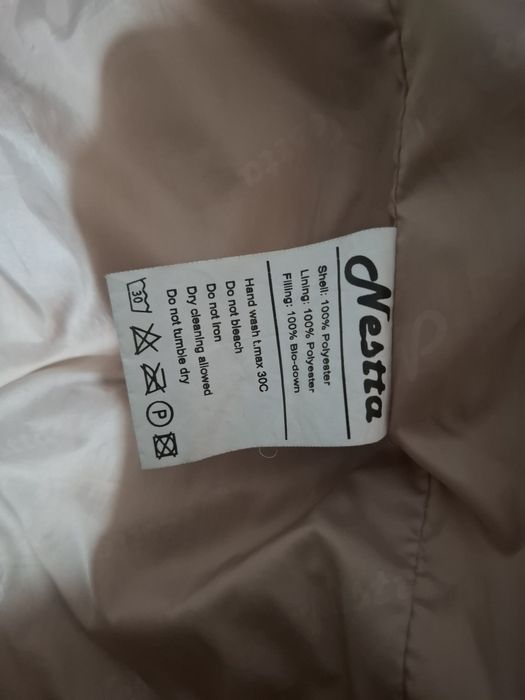 Nestta
Shell: 100% Polyester
Lining: 100% Polyester
Filling: 100% Bio-down
Hand wash t.max 30C
Do not bleach
Do not iron
Dry cleaning allowed
Do not tumble dry
30 P